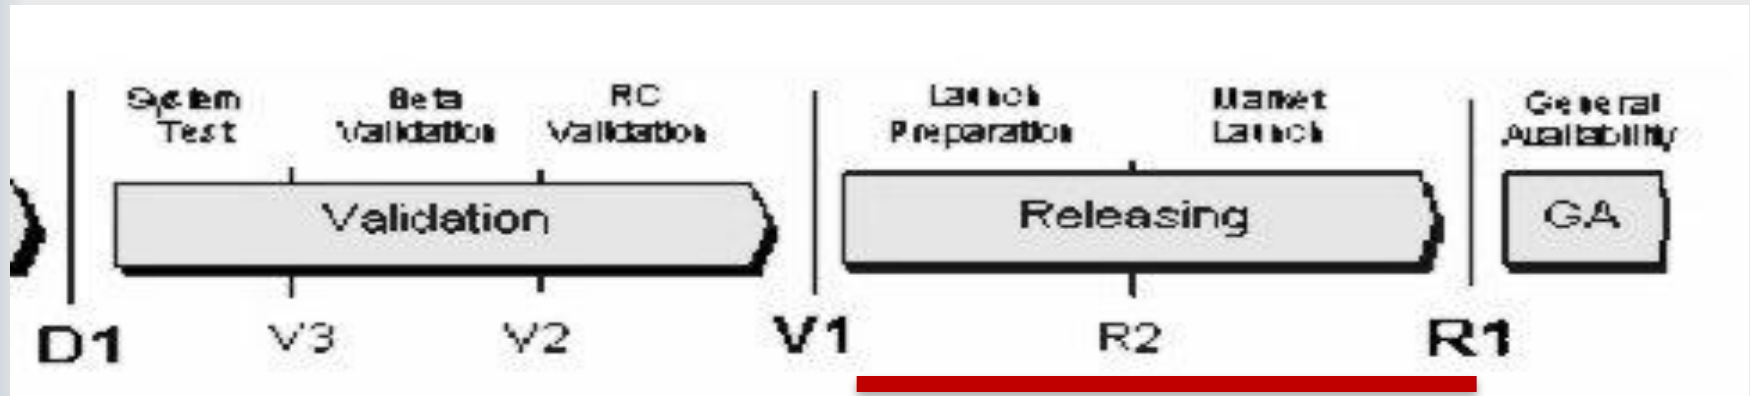 System
Test
Beta
Validation
RC
Validation
Launch
Preparation
Market
Launch
General
Availability
Validation
Releasing
GA
D1
V3
V2
V1
R2
R1